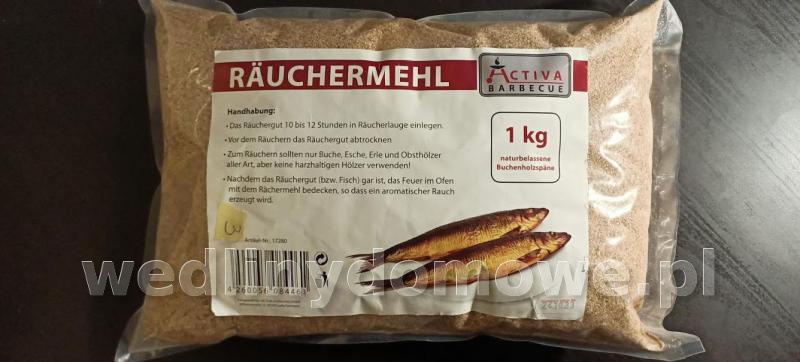 RÄUCHERMEHL
ACTIVA
BARBECUE
Handhabung:
• Das Räuchergut 10 bis 12 Stunden in Räucherlauge einlegen.
• Vor dem Räuchern das Räuchergut abtrocknen
• Zum Räuchern sollten nur Buche, Esche, Erle und Obsthölzer
aller Art, aber keine harzhaltigen Hölzer verwenden!
• Nachdem das Räuchergut (bzw. Fisch) gar ist, das Feuer im Ofen
mit dem Rächermehl bedecken, so dass ein aromatischer Rauch
erzeugt wird.
1 kg
naturbelassene
Buchenholzspäne
Artikel-Nr.: 17280
wedlinydomowe.pl
4 260056 084461